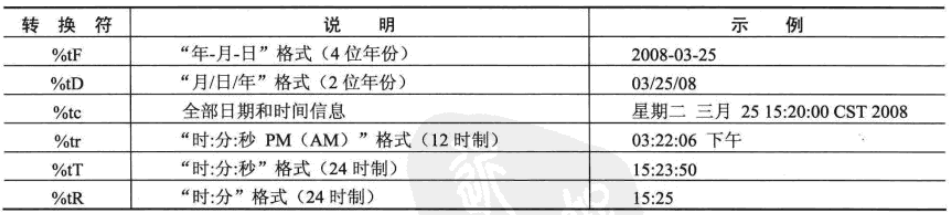 转 换 符 说 明 示 例
%tF “年-月-日”格式（4 位年份） 2008-03-25
%tD “月/日/年”格式（2 位年份） 03/25/08
%tc 全部日期和时间信息 星期二 三月 25 15:20:00 CST 2008
%tr “时:分:秒 PM（AM）”格式（12 时制） 03:22:06 下午
%tT “时:分:秒”格式（24 时制） 15:23:50
%tR “时:分”格式（24 时制） 15:25